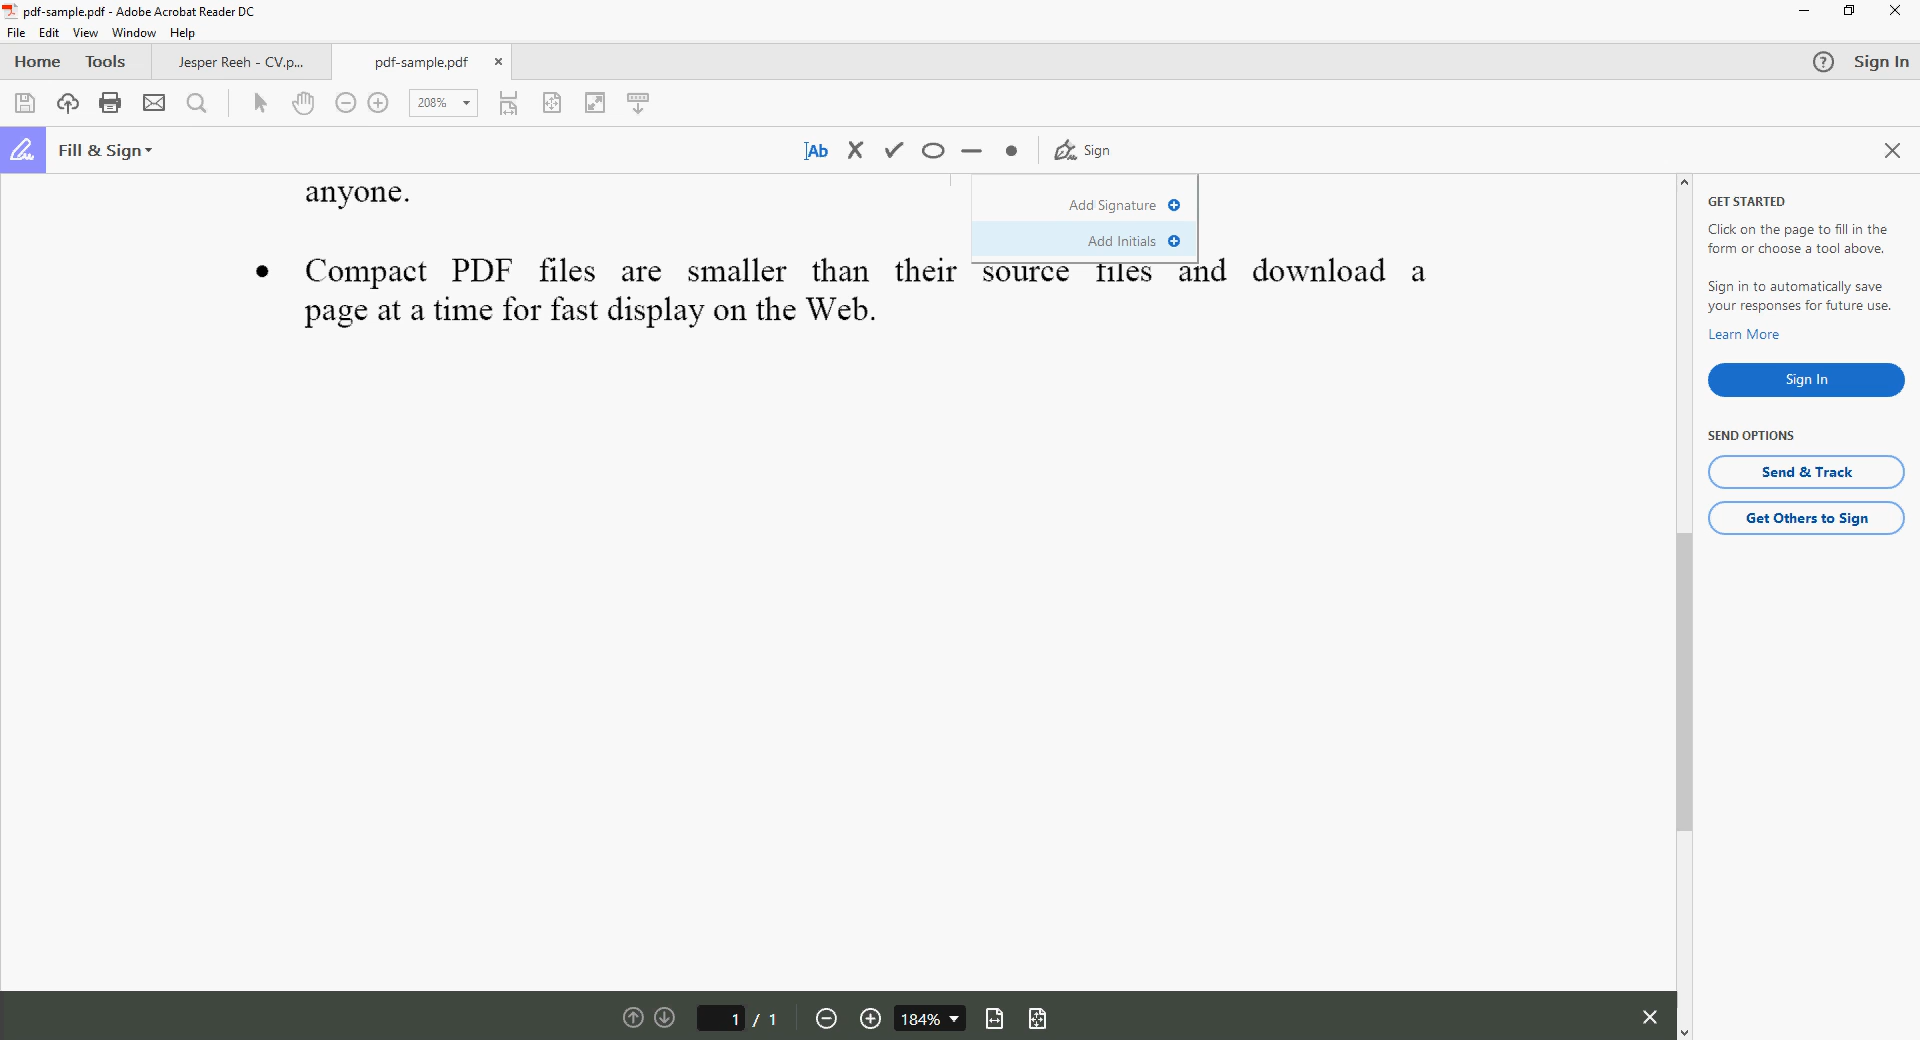 pdf-sample.pdf - Adobe Acrobat Reader DC
File Edit View Window Help
Home Tools Jesper Reeh - CV.p... pdf-sample.pdf × ? Sign In
208%
Fill & Sign Ab Sign
anyone.
Add Signature
Add Initials
• Compact PDF files are smaller than their source files and download a
page at a time for fast display on the Web.
GET STARTED
Click on the page to fill in the
form or choose a tool above.
Sign in to automatically save
your responses for future use.
Learn More
Sign In
SEND OPTIONS
Send & Track
Get Others to Sign
1 / 1 184%